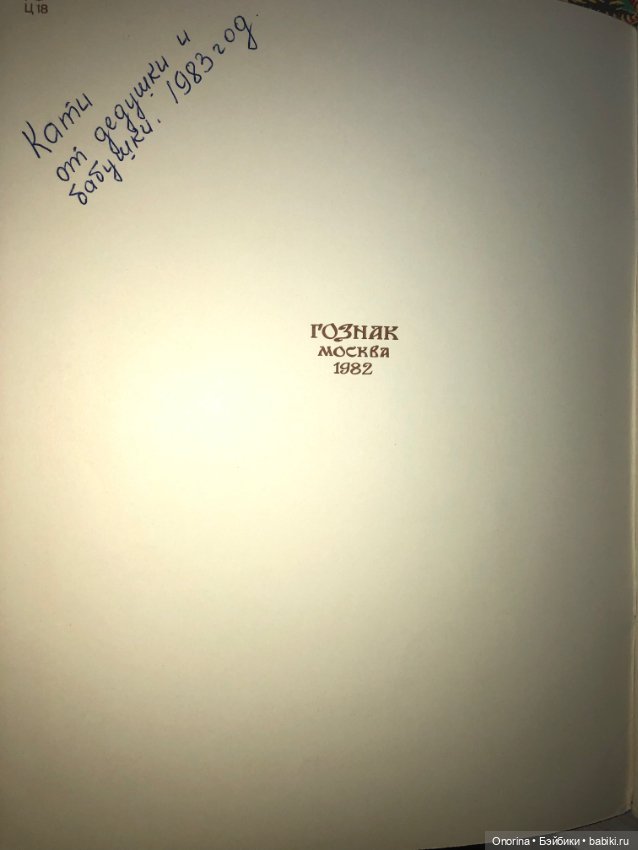 Ц 18
Кати
от дедушки и
бабушки. 1983 год.
ГОЗНАК
МОСКВА
1982
Onorina • Бэйбики • babiki.ru